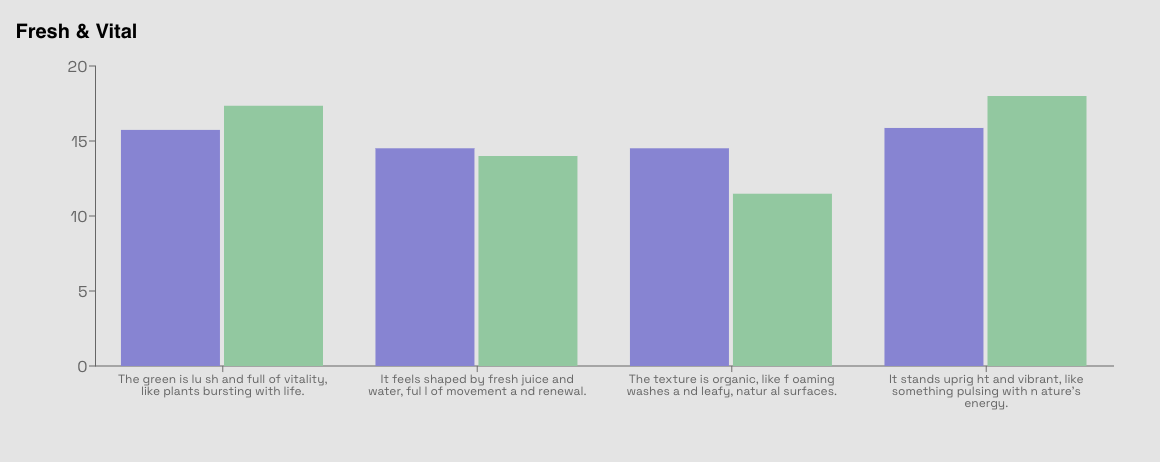 Fresh & Vital
20
15
10
5
0
The green is lu sh and full of vitality,
like plants bursting with life.
It feels shaped by fresh juice and
water, ful l of movement a nd renewal.
The texture is organic, like f oaming
washes a nd leafy, natur al surfaces.
It stands uprig ht and vibrant, like
something pulsing with n ature's
energy.